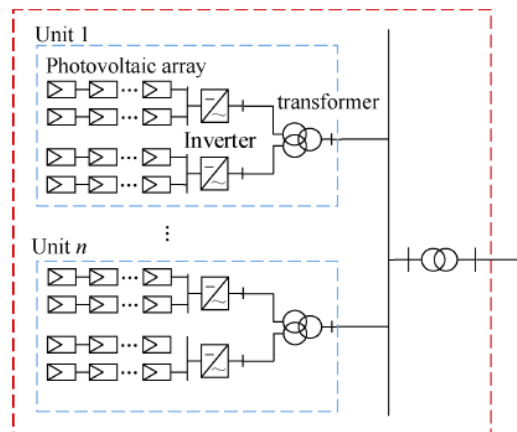 Unit 1
Photovoltaic array
transformer
Inverter
Unit n